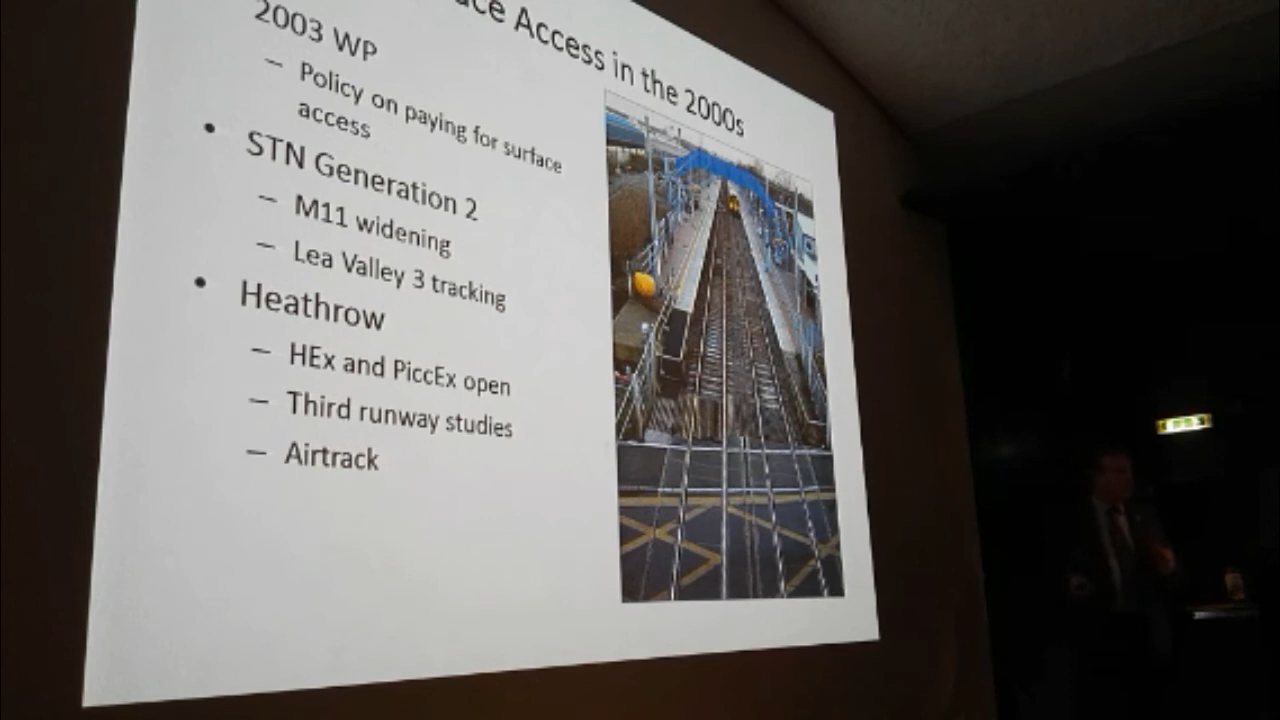 ace Access in the 2000s
2003 WP
– Policy on paying for surface
access
• STN Generation 2
– M11 widening
– Lea Valley 3 tracking
• Heathrow
– HEx and PiccEx open
– Third runway studies
– Airtrack